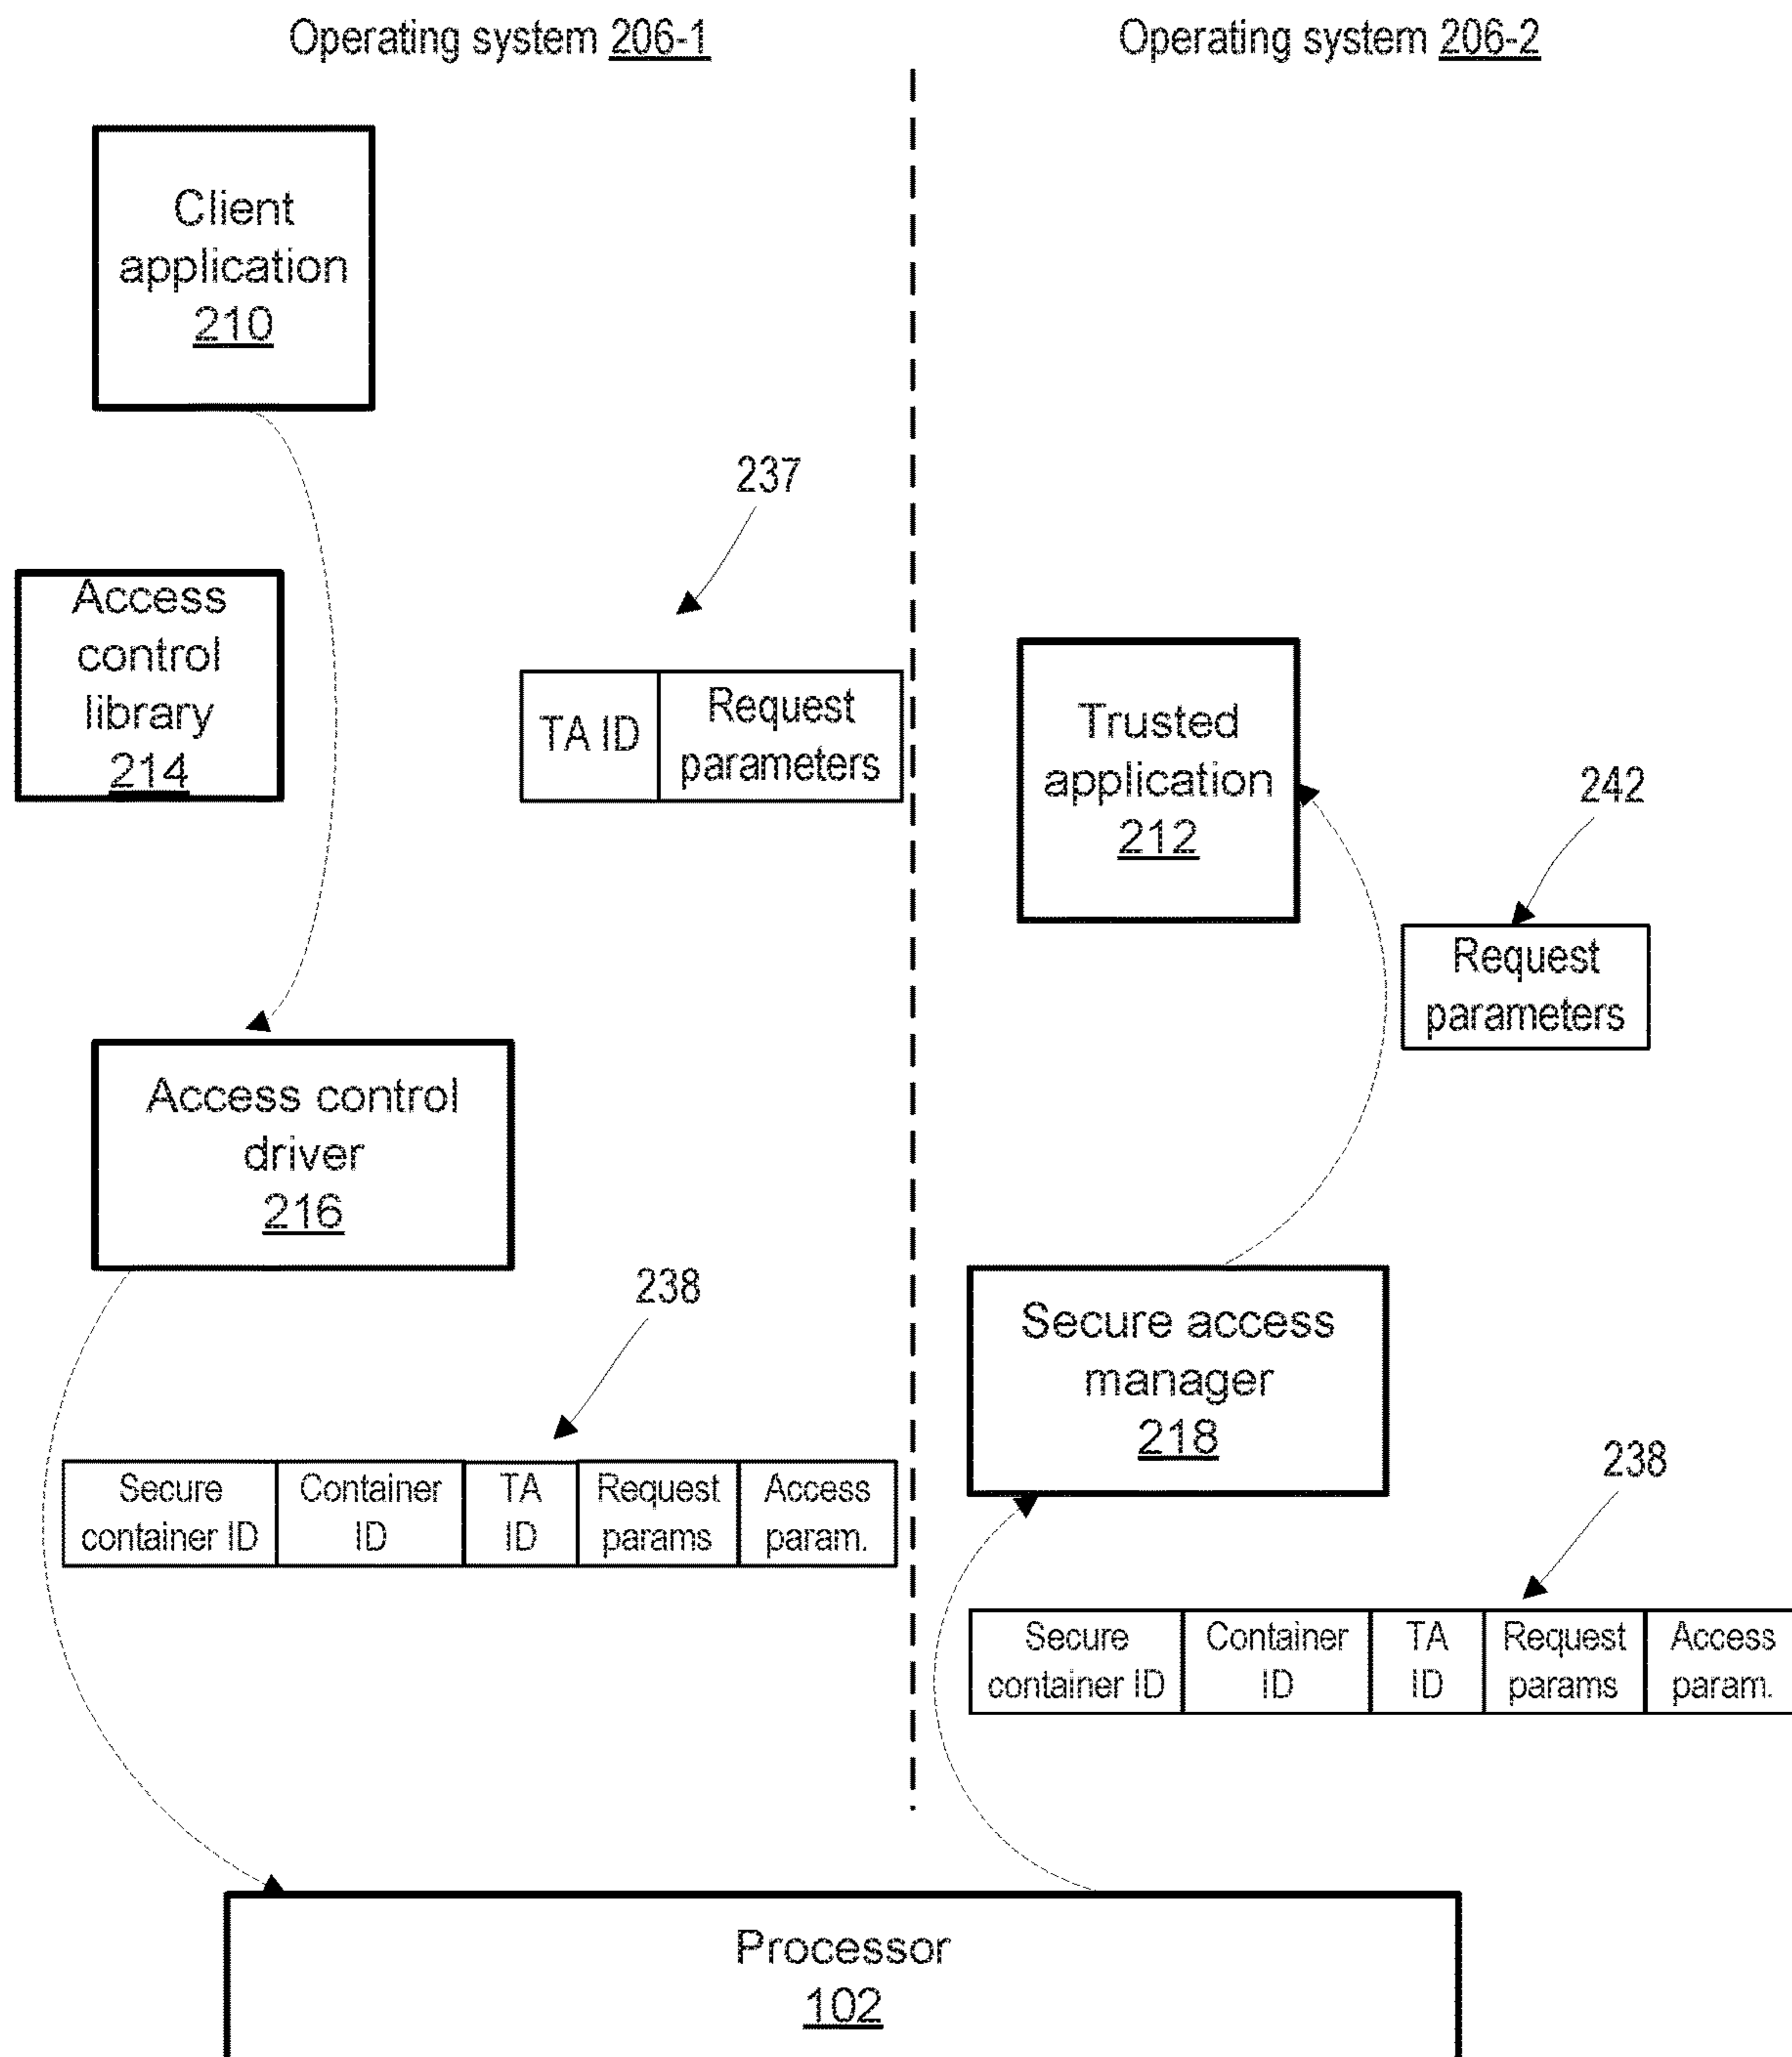 Operating system 206-1
Operating system 206-2
Client
application
210
237
Access
control
library
214
TA ID
Request
parameters
Trusted
application
212
242
Request
parameters
Access control
driver
216
238
Secure access
manager
218
Secure
container ID
Container
ID
TA
ID
Request
params
Access
param.
238
Secure
container ID
Container
ID
TA
ID
Request
params
Access
param.
Processor
102